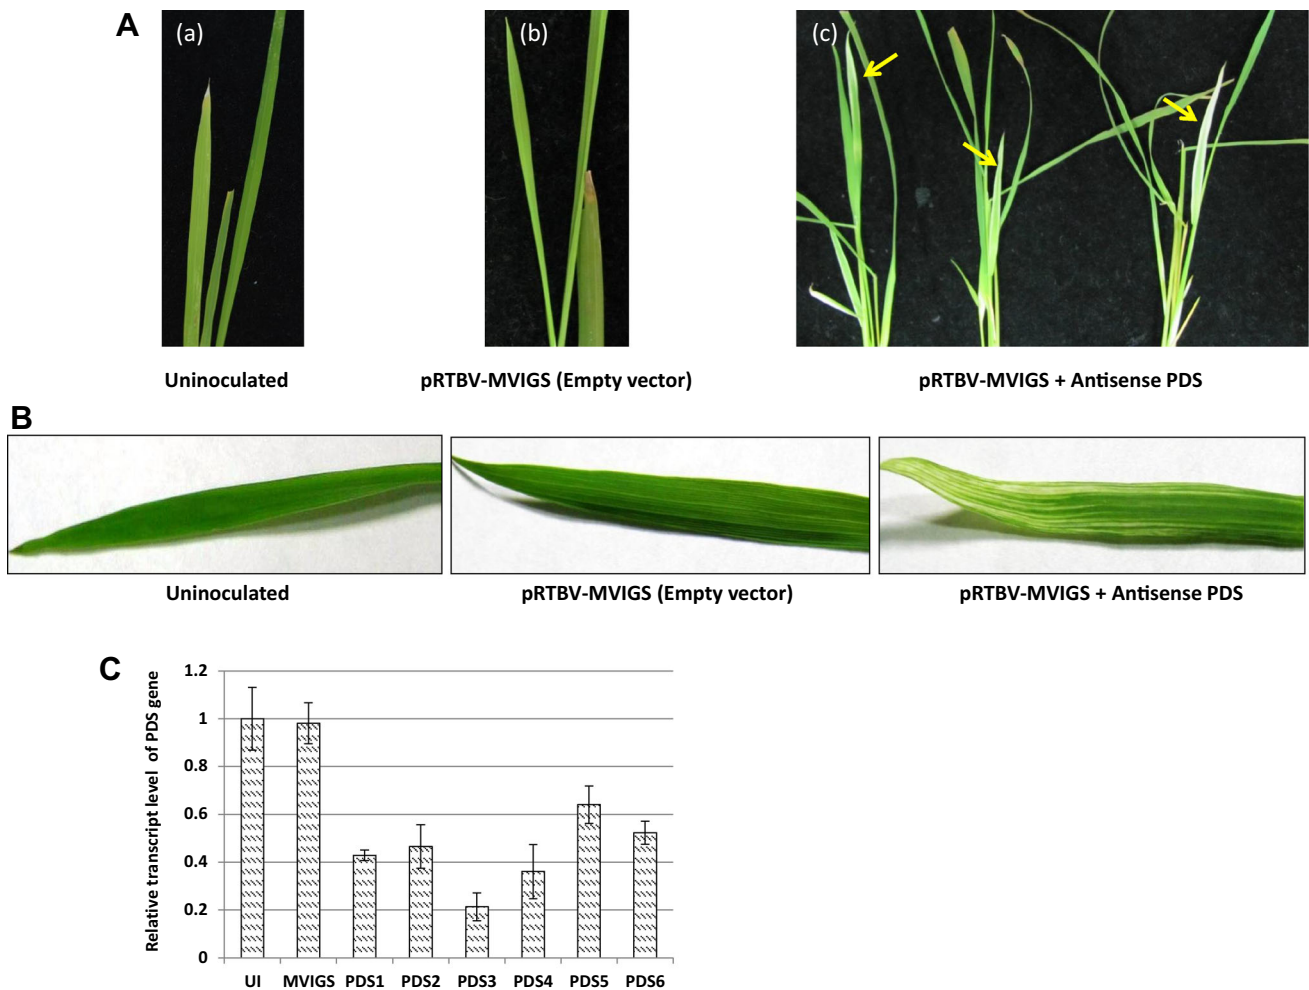 A
(a)
(b)
(c)
Uninoculated
pRTBV-MVIGS (Empty vector)
pRTBV-MVIGS + Antisense PDS
B
Uninoculated
pRTBV-MVIGS (Empty vector)
pRTBV-MVIGS + Antisense PDS
C
Relative transcript level of PDS gene
1.2
1
0.8
0.6
0.4
0.2
0
UI MVIGS PDS1 PDS2 PDS3 PDS4 PDS5 PDS6